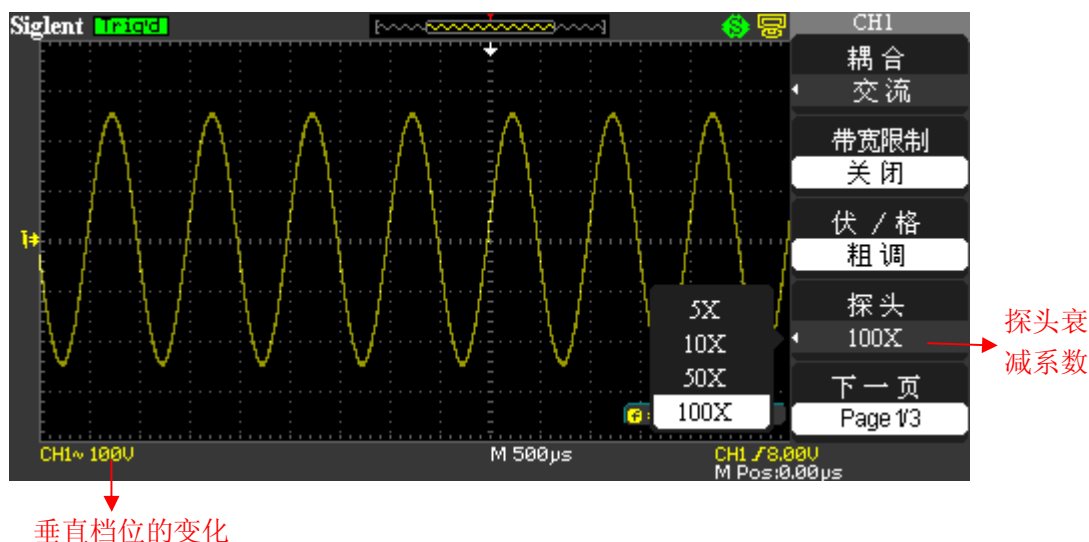 Siglent Trig'd
CH1
耦合
交流
带宽限制
关闭
伏／格
粗调
探头
100X
下一页
Page 1/3
5X
10X
50X
100X
探头衰
减系数
CH1~ 100V
M 500μs
CH1 8.00V
M Pos:0.00μs
垂直档位的变化